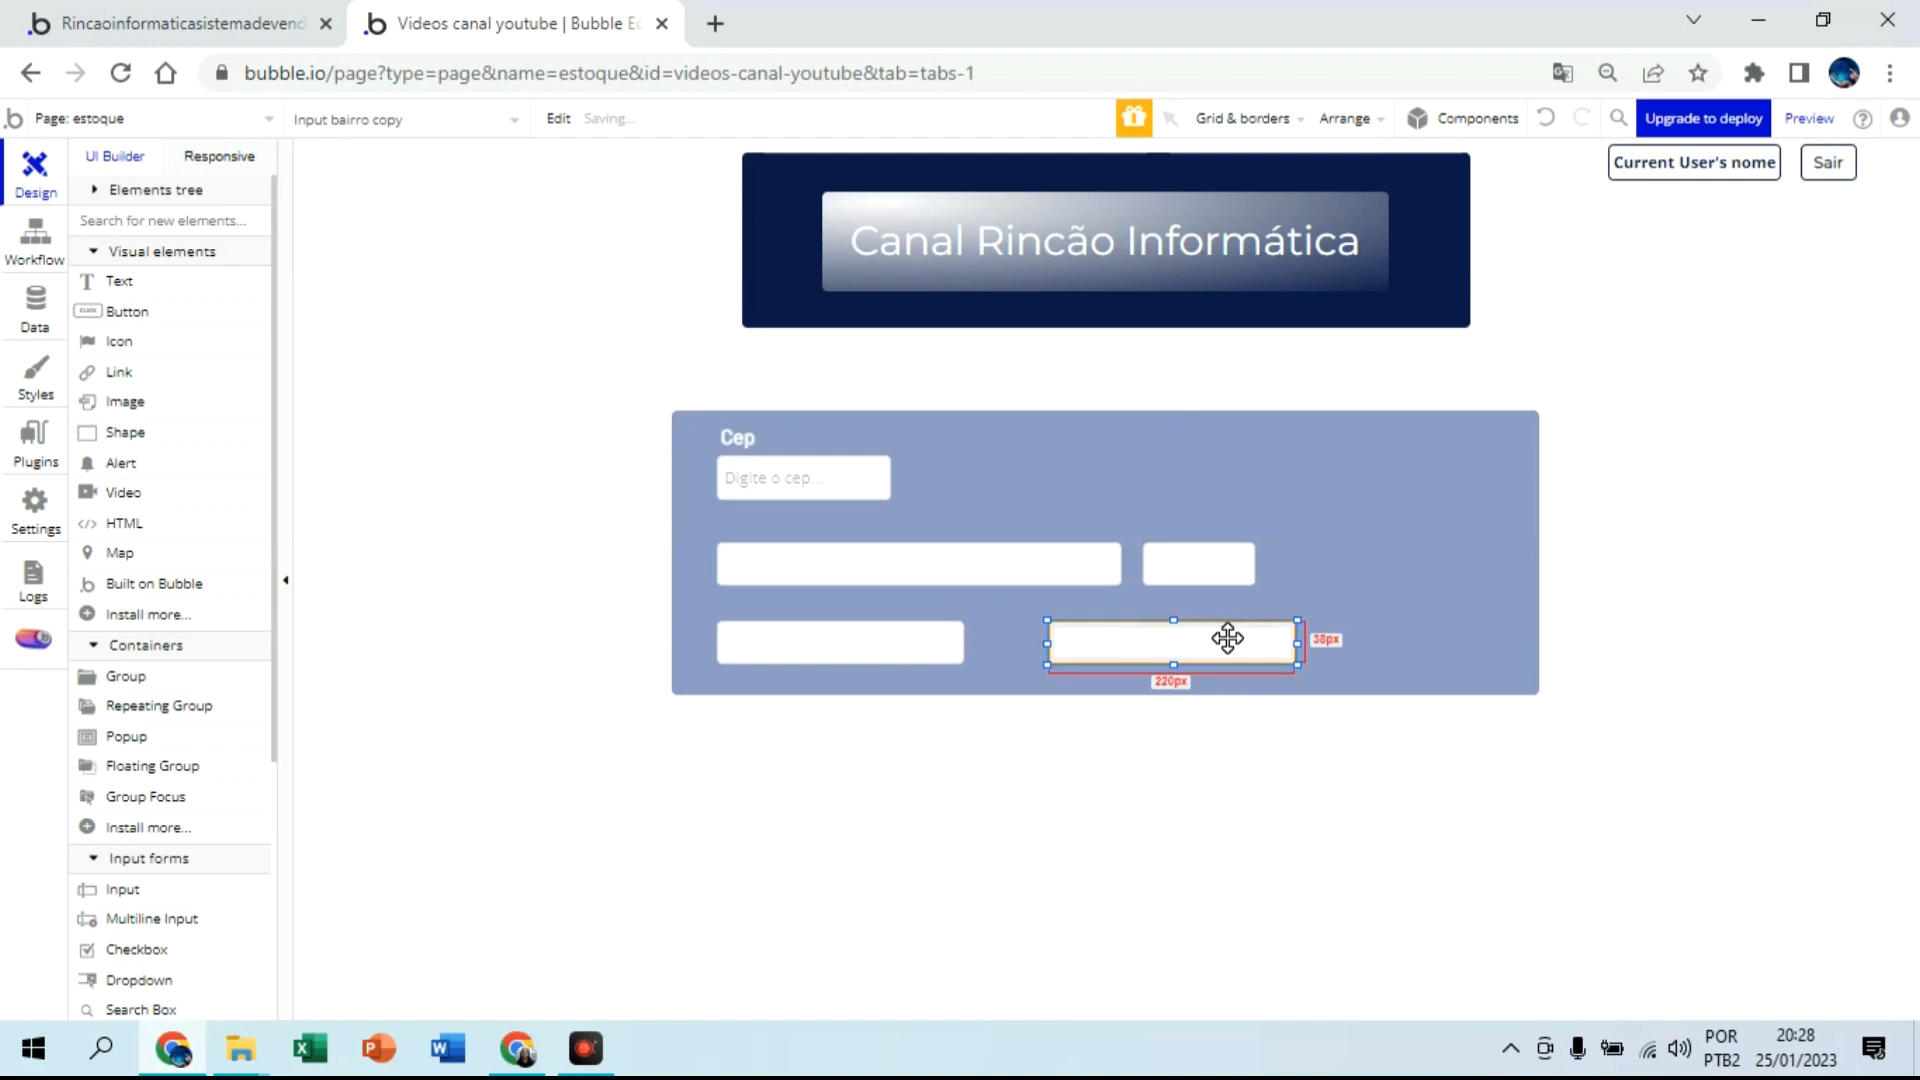 Rincaoinformaticasistemadevend
Videos canal youtube | Bubble Ec
bubble.io/page?type=page&name=estoque&id=videos-canal-youtube&tab=tabs-1
Page: estoque
Input bairro copy
Edit
Saving...
Grid & borders
Arrange
Components
Upgrade to deploy
Preview
UI Builder
Responsive
Current User's nome
Sair
Design
Elements tree
Search for new elements...
Visual elements
Workflow
Text
Button
Icon
Data
Link
Styles
Image
Shape
Plugins
Alert
Video
Settings
HTML
Map
Logs
Built on Bubble
Install more...
Containers
Group
Repeating Group
Popup
Floating Group
Group Focus
Install more...
Input forms
Input
Multiline Input
Checkbox
Dropdown
Search Box
Canal Rincão Informática
Cep
Digite o cep...
38px
220px
POR
PTB2
20:28
25/01/2023